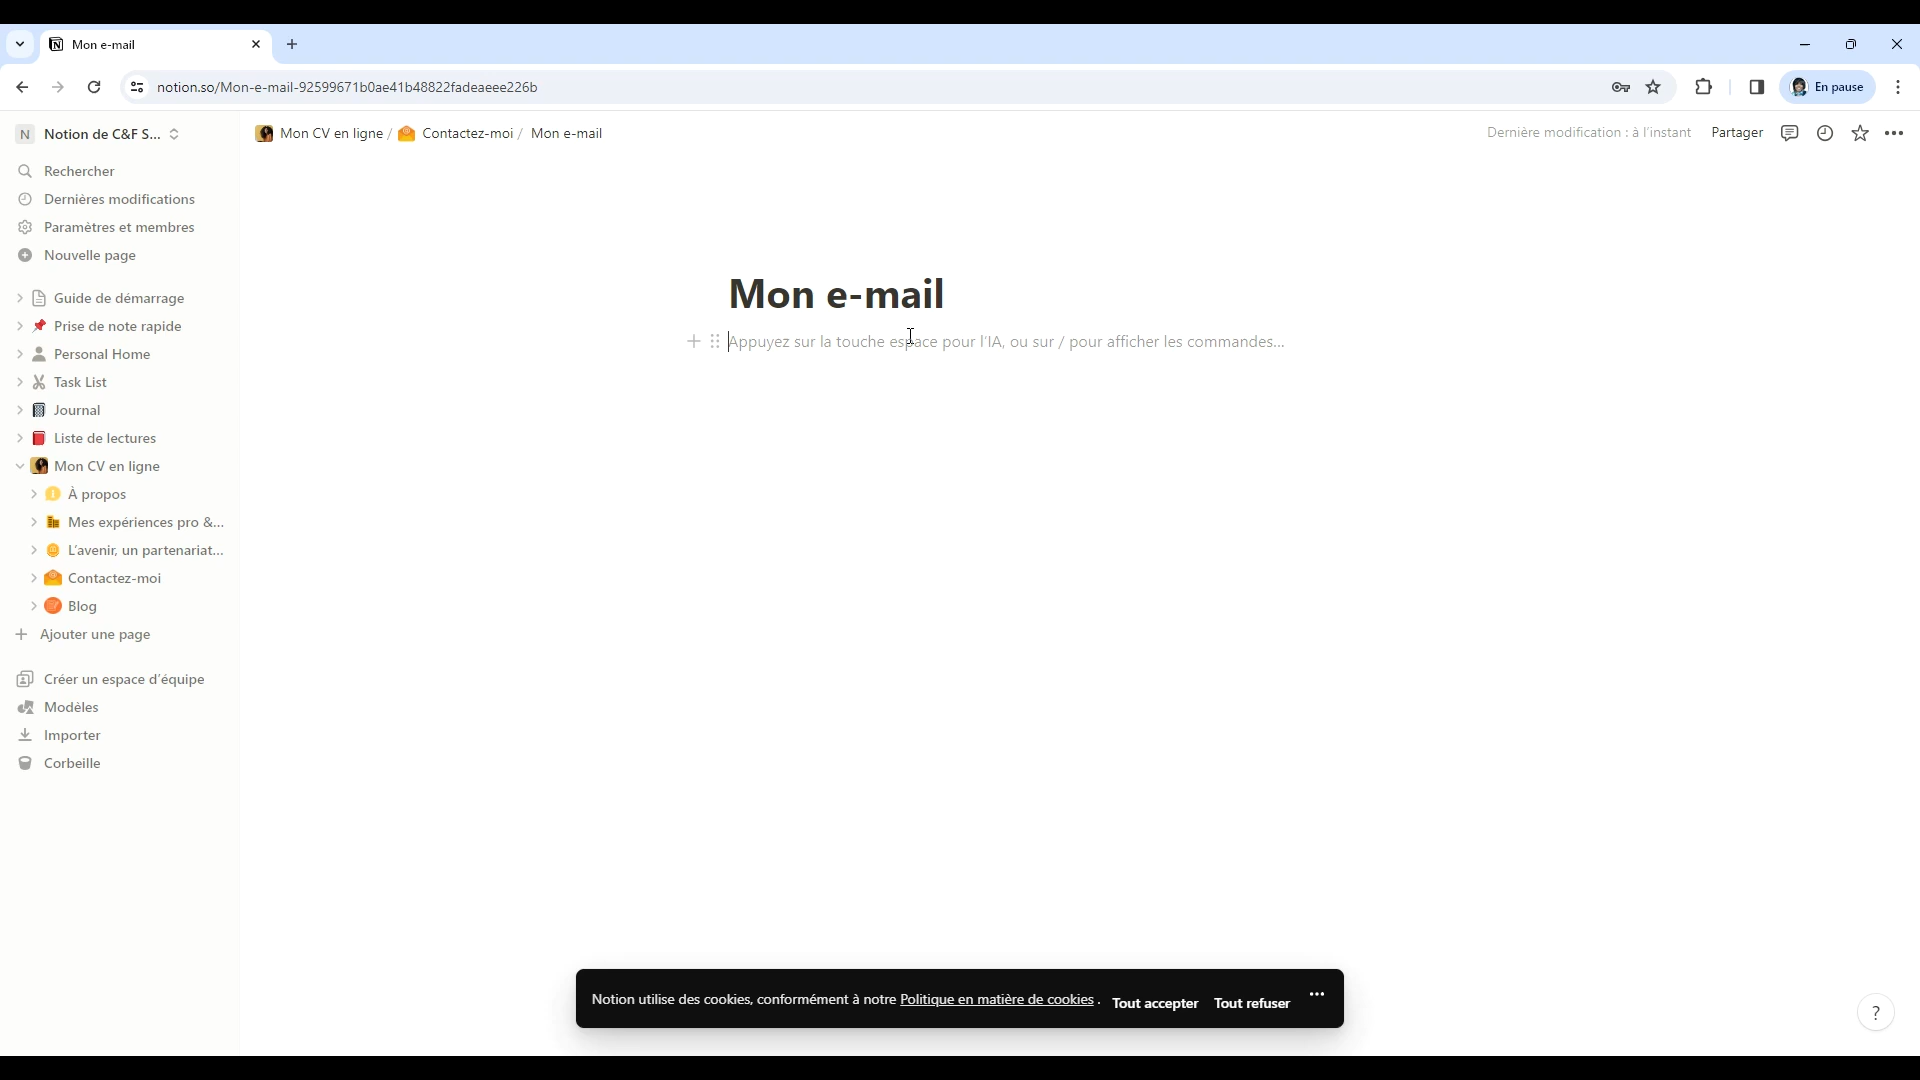 Mon e-mail
notion.so/Mon-e-mail-92599671b0ae41b48822fadeaeee226b
En pause
N Notion de C&F S...
Mon CV en ligne / Contactez-moi / Mon e-mail
Dernière modification : à l'instant
Partager
Rechercher
Dernières modifications
Paramètres et membres
Nouvelle page
Guide de démarrage
Prise de note rapide
Personal Home
Task List
Journal
Liste de lectures
Mon CV en ligne
À propos
Mes expériences pro &...
L'avenir, un partenariat...
Contactez-moi
Blog
Ajouter une page
Créer un espace d'équipe
Modèles
Importer
Corbeille
Mon e-mail
Appuyez sur la touche espace pour l'IA, ou sur / pour afficher les commandes...
Notion utilise des cookies, conformément à notre Politique en matière de cookies . Tout accepter Tout refuser
?